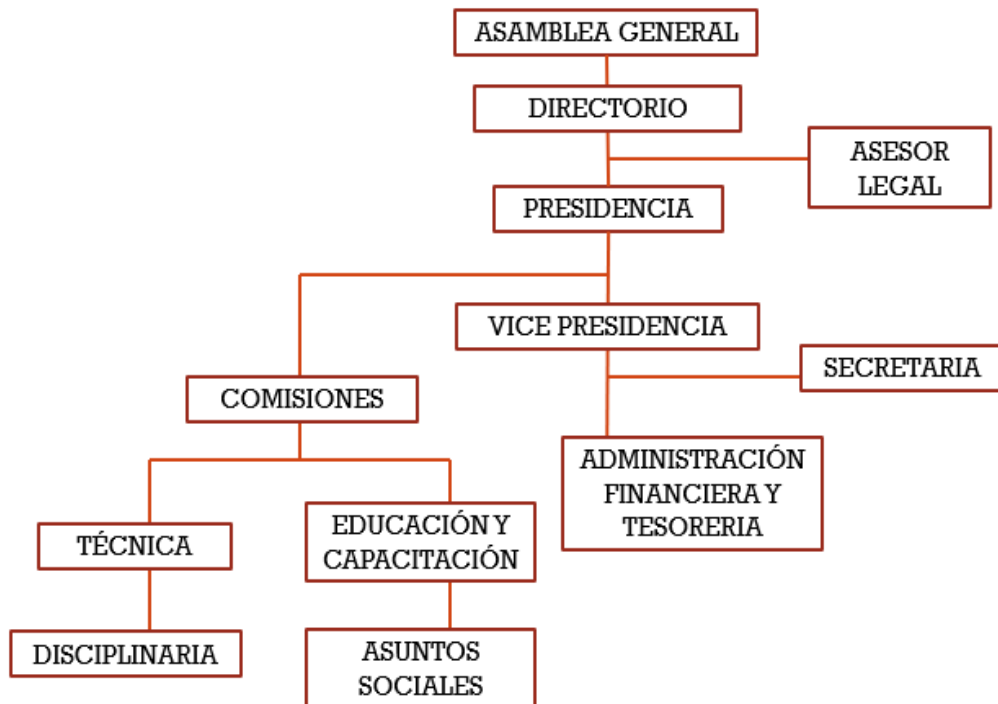 ASAMBLEA GENERAL
DIRECTORIO
ASESOR
LEGAL
PRESIDENCIA
VICE PRESIDENCIA
SECRETARIA
COMISIONES
ADMINISTRACIÓN
FINANCIERA Y
TESORERIA
TÉCNICA
EDUCACIÓN Y
CAPACITACIÓN
DISCIPLINARIA
ASUNTOS
SOCIALES